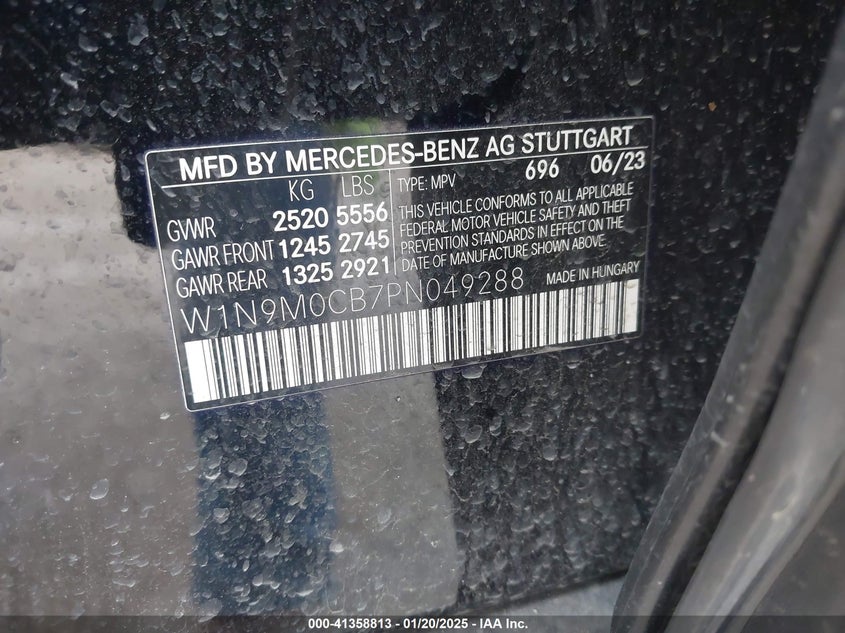 MFD BY MERCEDES-BENZ AG STUTTGART
KG LBS TYPE: MPV 696 06/23
GVWR 2520 5556
GAWR FRONT 1245 2745
GAWR REAR 1325 2921
THIS VEHICLE CONFORMS TO ALL APPLICABLE
FEDERAL MOTOR VEHICLE SAFETY AND THEFT
PREVENTION STANDARDS IN EFFECT ON THE
DATE OF MANUFACTURE SHOWN ABOVE.
W1N9M0CB7PN049288 MADE IN HUNGARY
000-41358813 - 01/20/2025 - IAA Inc.